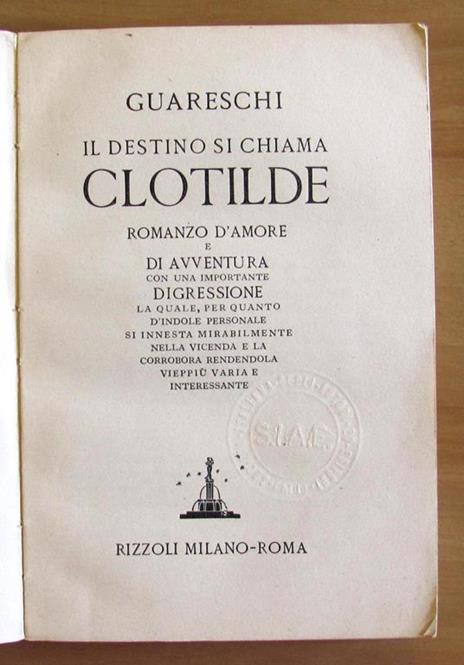 GUARESCHI
IL DESTINO SI CHIAMA
CLOTILDE
ROMANZO D'AMORE
E
DI AVVENTURA
CON UNA IMPORTANTE
DIGRESSIONE
LA QUALE, PER QUANTO
D'INDOLE PERSONALE
SI INNESTA MIRABILMENTE
NELLA VICENDA E LA
CORROBORA RENDENDOLA
VIEPPIÙ VARIA E
INTERESSANTE
S.I.A.E.
RIZZOLI MILANO-ROMA